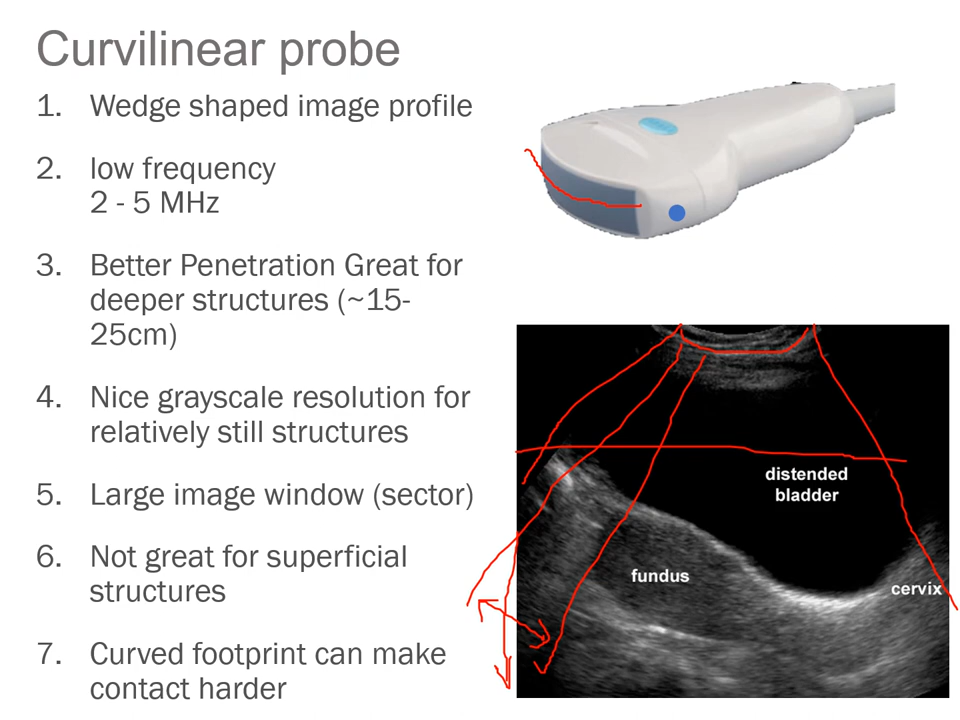 Curvilinear probe
1. Wedge shaped image profile
2. low frequency
2 - 5 MHz
3. Better Penetration Great for
deeper structures (~15-
25cm)
4. Nice grayscale resolution for
relatively still structures
5. Large image window (sector)
6. Not great for superficial
structures
7. Curved footprint can make
contact harder
distended
bladder
fundus
cervix